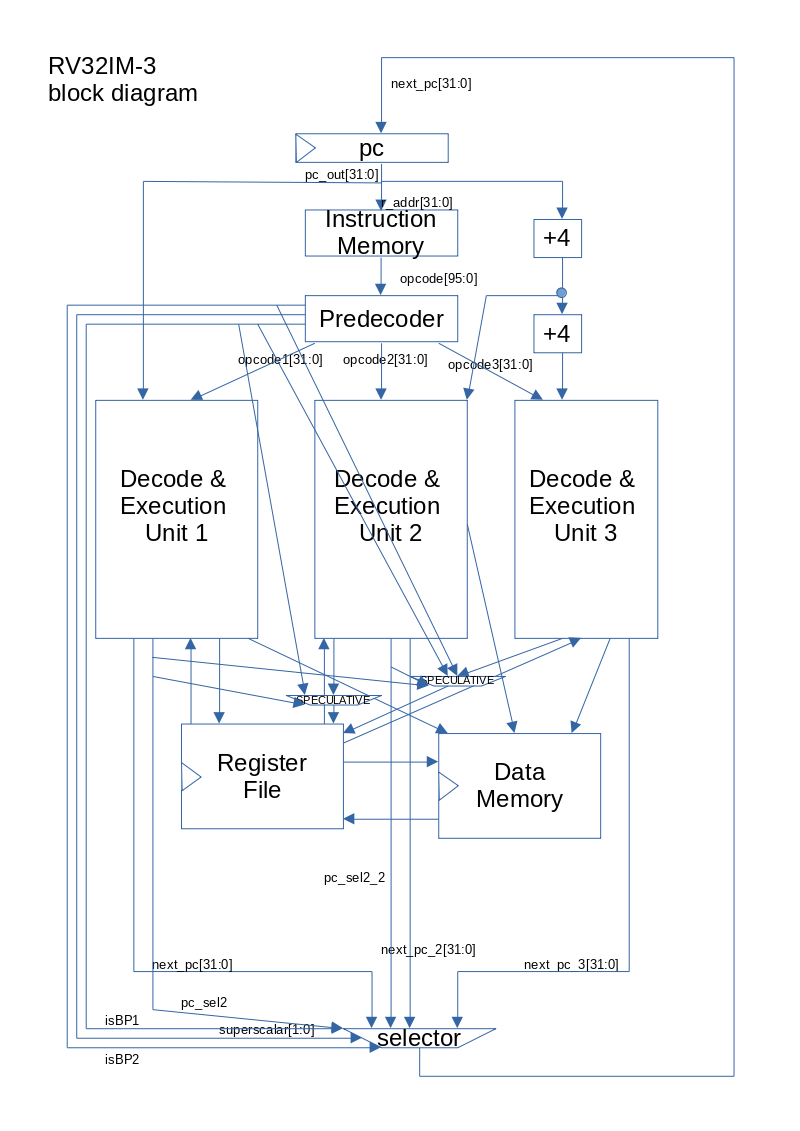 RV32IM-3
block diagram
next_pc[31:0]
pc
pc_out[31:0]
r_addr[31:0]
Instruction
Memory
+4
opcode[95:0]
Predecoder
+4
opcode1[31:0]
opcode2[31:0]
opcode3[31:0]
Decode &
Execution
Unit 1
Decode &
Execution
Unit 2
Decode &
Execution
Unit 3
SPECULATIVE
SPECULATIVE
Register
File
Data
Memory
pc_sel2_2
next_pc[31:0]
next_pc_2[31:0]
next_pc_3[31:0]
pc_sel2
isBP1
superscalar[1:0]
selector
isBP2